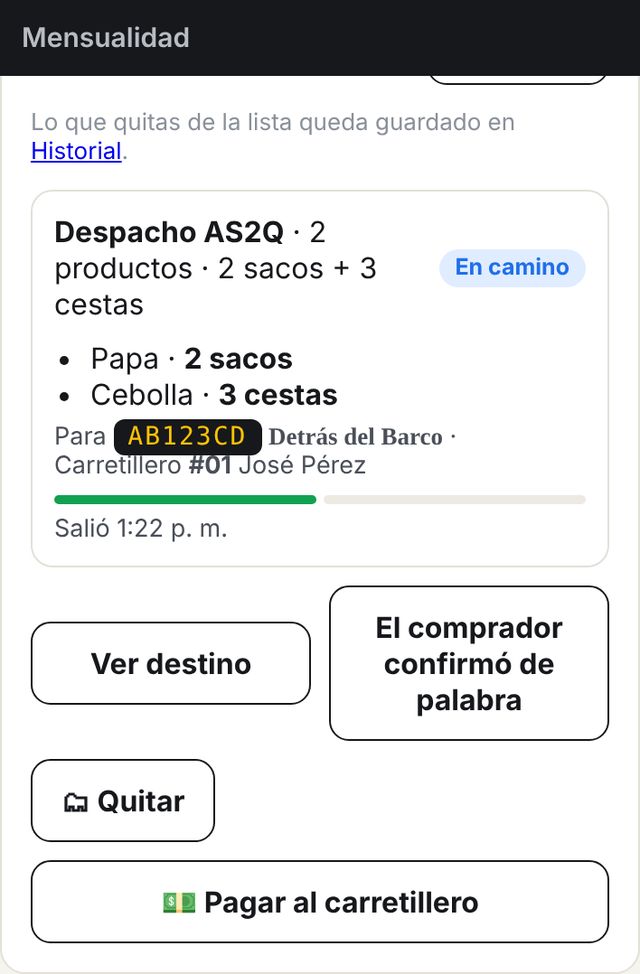 Mensualidad
Lo que quitas de la lista queda guardado en
Historial.
Despacho AS2Q · 2
productos · 2 sacos + 3
cestas
En camino
• Papa · 2 sacos
• Cebolla · 3 cestas
Para AB123CD Detrás del Barco ·
Carretillero #01 José Pérez
Salió 1:22 p. m.
Ver destino
El comprador
confirmó de
palabra
🗂 Quitar
💵 Pagar al carretillero